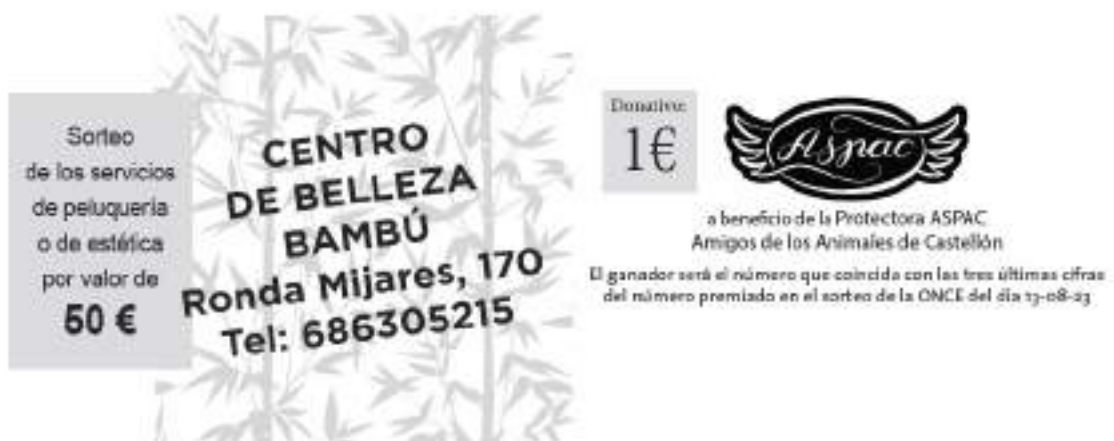 Sorteo
de los servicios
de peluquería
o de estética
por valor de
50 €
CENTRO
DE BELLEZA
BAMBÚ
Ronda Mijares, 170
Tel: 686305215
Donativo:
1€
Aspac
a beneficio de la Protectora ASPAC
Amigos de los Animales de Castellón
El ganador será el número que coincida con las tres últimas cifras
del número premiado en el sorteo de la ONCE del día 13-08-23